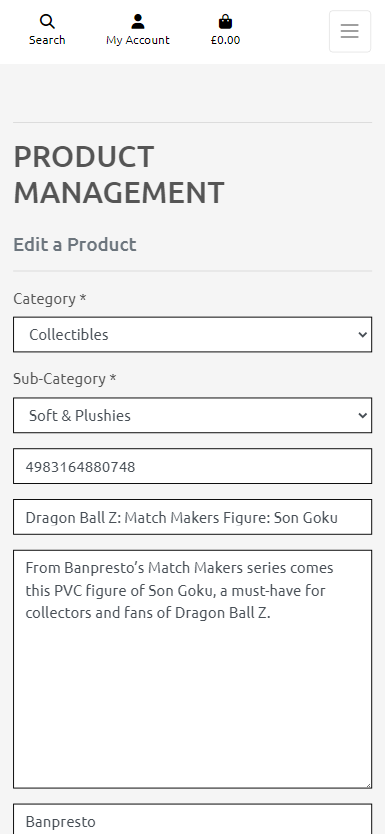 Search
My Account
£0.00
PRODUCT
MANAGEMENT
Edit a Product
Category *
Collectibles
Sub-Category *
Soft & Plushies
4983164880748
Dragon Ball Z: Match Makers Figure: Son Goku
From Banpresto’s Match Makers series comes
this PVC figure of Son Goku, a must-have for
collectors and fans of Dragon Ball Z.
Banpresto